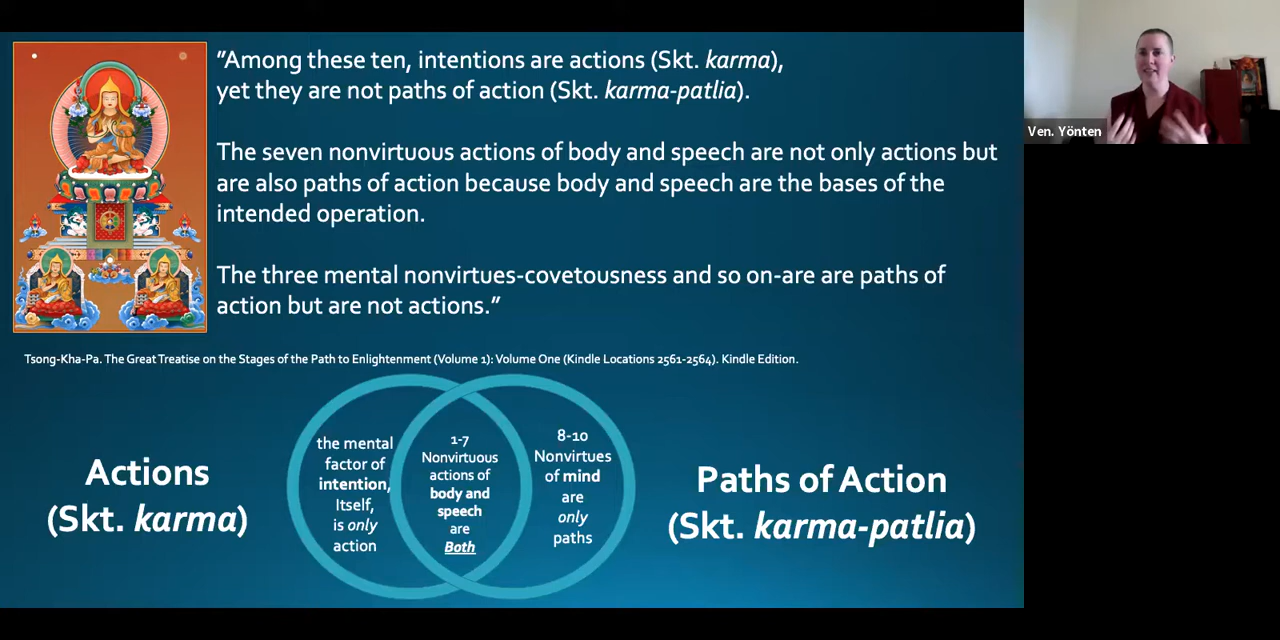 "Among these ten, intentions are actions (Skt. karma),
yet they are not paths of action (Skt. karma-patlia).
The seven nonvirtuous actions of body and speech are not only actions but
are also paths of action because body and speech are the bases of the
intended operation.
The three mental nonvirtues-covetousness and so on-are are paths of
action but are not actions."
Tsong-Kha-Pa. The Great Treatise on the Stages of the Path to Enlightenment (Volume 1): Volume One (Kindle Locations 2561-2564). Kindle Edition.
Actions
(Skt. karma)
the mental
factor of
intention,
Itself,
is only
action
1-7
Nonvirtuous
actions of
body and
speech
are
Both
8-10
Nonvirtues
of mind
are
only
paths
Paths of Action
(Skt. karma-patlia)
Ven. Yönten